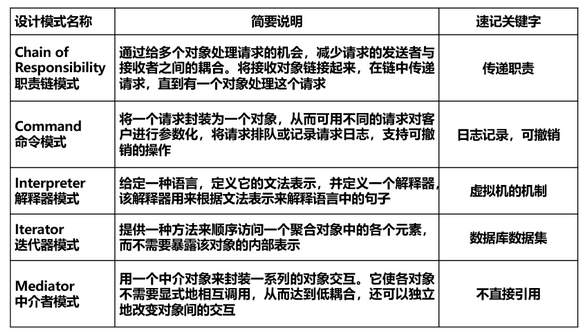 设计模式名称 简要说明 速记关键字
Chain of
Responsibility
职责链模式
通过给多个对象处理请求的机会，减少请求的发送者与
接收者之间的耦合。将接收对象链接起来，在链中传递
请求，直到有一个对象处理这个请求
传递职责
Command
命令模式
将一个请求封装为一个对象，从而可用不同的请求对客
户进行参数化，将请求排队或记录请求日志，支持可撤
销的操作
日志记录，可撤销
Interpreter
解释器模式
给定一种语言，定义它的文法表示，并定义一个解释器，
该解释器用来根据文法表示来解释语言中的句子
虚拟机的机制
Iterator
迭代器模式
提供一种方法来顺序访问一个聚合对象中的各个元素，
而不需要暴露该对象的内部表示
数据库数据集
Mediator
中介者模式
用一个中介对象来封装一系列的对象交互。它使各对象
不需要显式地相互调用，从而达到低耦合，还可以独立
地改变对象间的交互
不直接引用